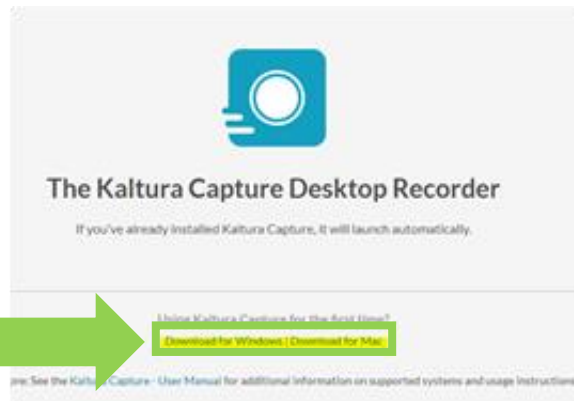 The Kaltura Capture Desktop Recorder
If you've already installed Kaltura Capture, it will launch automatically.
Using Kaltura Capture for the first time?
Download for Windows | Download for Mac
See the Kaltura Capture - User Manual for additional information on supported systems and usage instructions